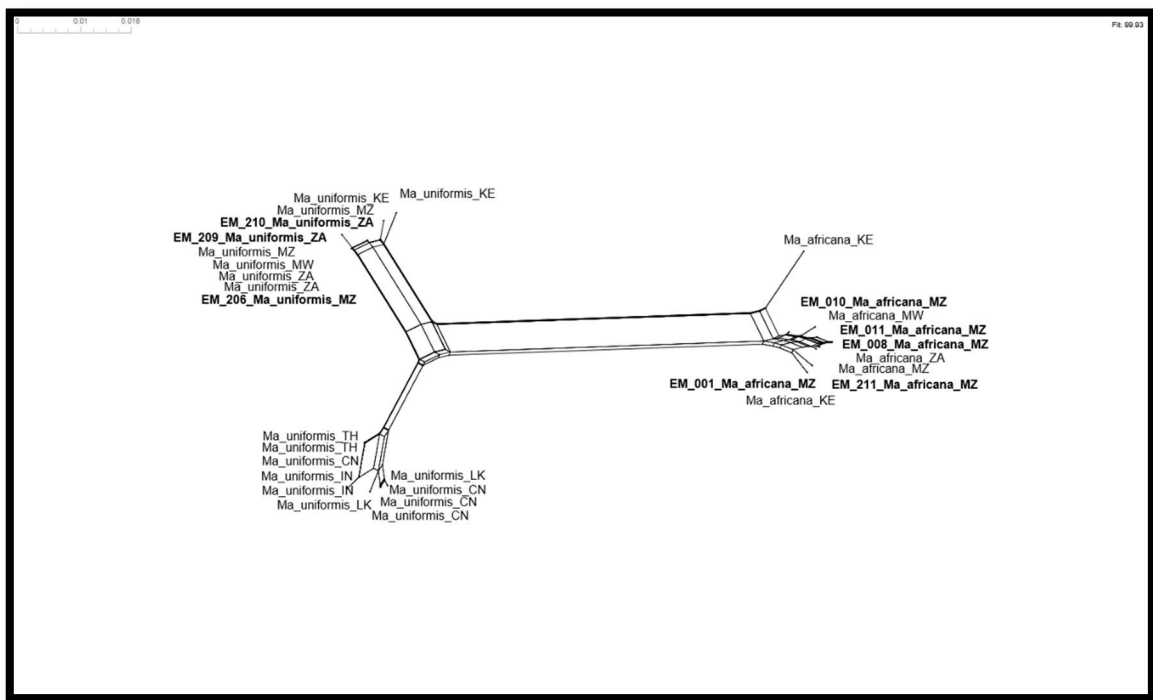 0 0.01 0.018
Fit: 99.93
Ma_uniformis_KE
Ma_uniformis_KE
Ma_uniformis_MZ
EM_210_Ma_uniformis_ZA
EM_209_Ma_uniformis_ZA
Ma_uniformis_MZ
Ma_uniformis_MW
Ma_uniformis_ZA
Ma_uniformis_ZA
EM_206_Ma_uniformis_MZ
Ma_africana_KE
EM_010_Ma_africana_MZ
Ma_africana_MW
EM_011_Ma_africana_MZ
EM_008_Ma_africana_MZ
Ma_africana_ZA
Ma_africana_MZ
EM_001_Ma_africana_MZ
EM_211_Ma_africana_MZ
Ma_africana_KE
Ma_uniformis_TH
Ma_uniformis_TH
Ma_uniformis_CN
Ma_uniformis_IN
Ma_uniformis_IN
Ma_uniformis_LK
Ma_uniformis_LK
Ma_uniformis_CN
Ma_uniformis_CN
Ma_uniformis_CN